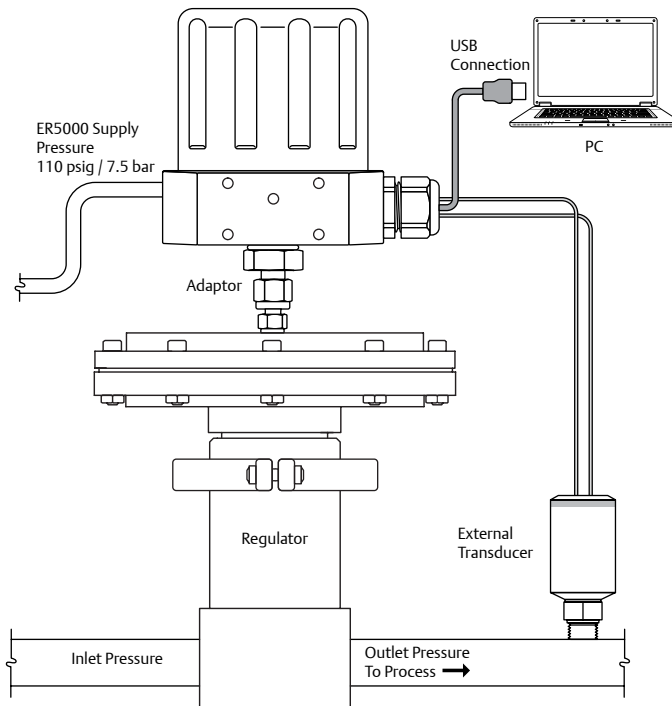 USB
Connection
PC
ER5000 Supply
Pressure
110 psig / 7.5 bar
Adaptor
Regulator
External
Transducer
Inlet Pressure
Outlet Pressure
To Process →